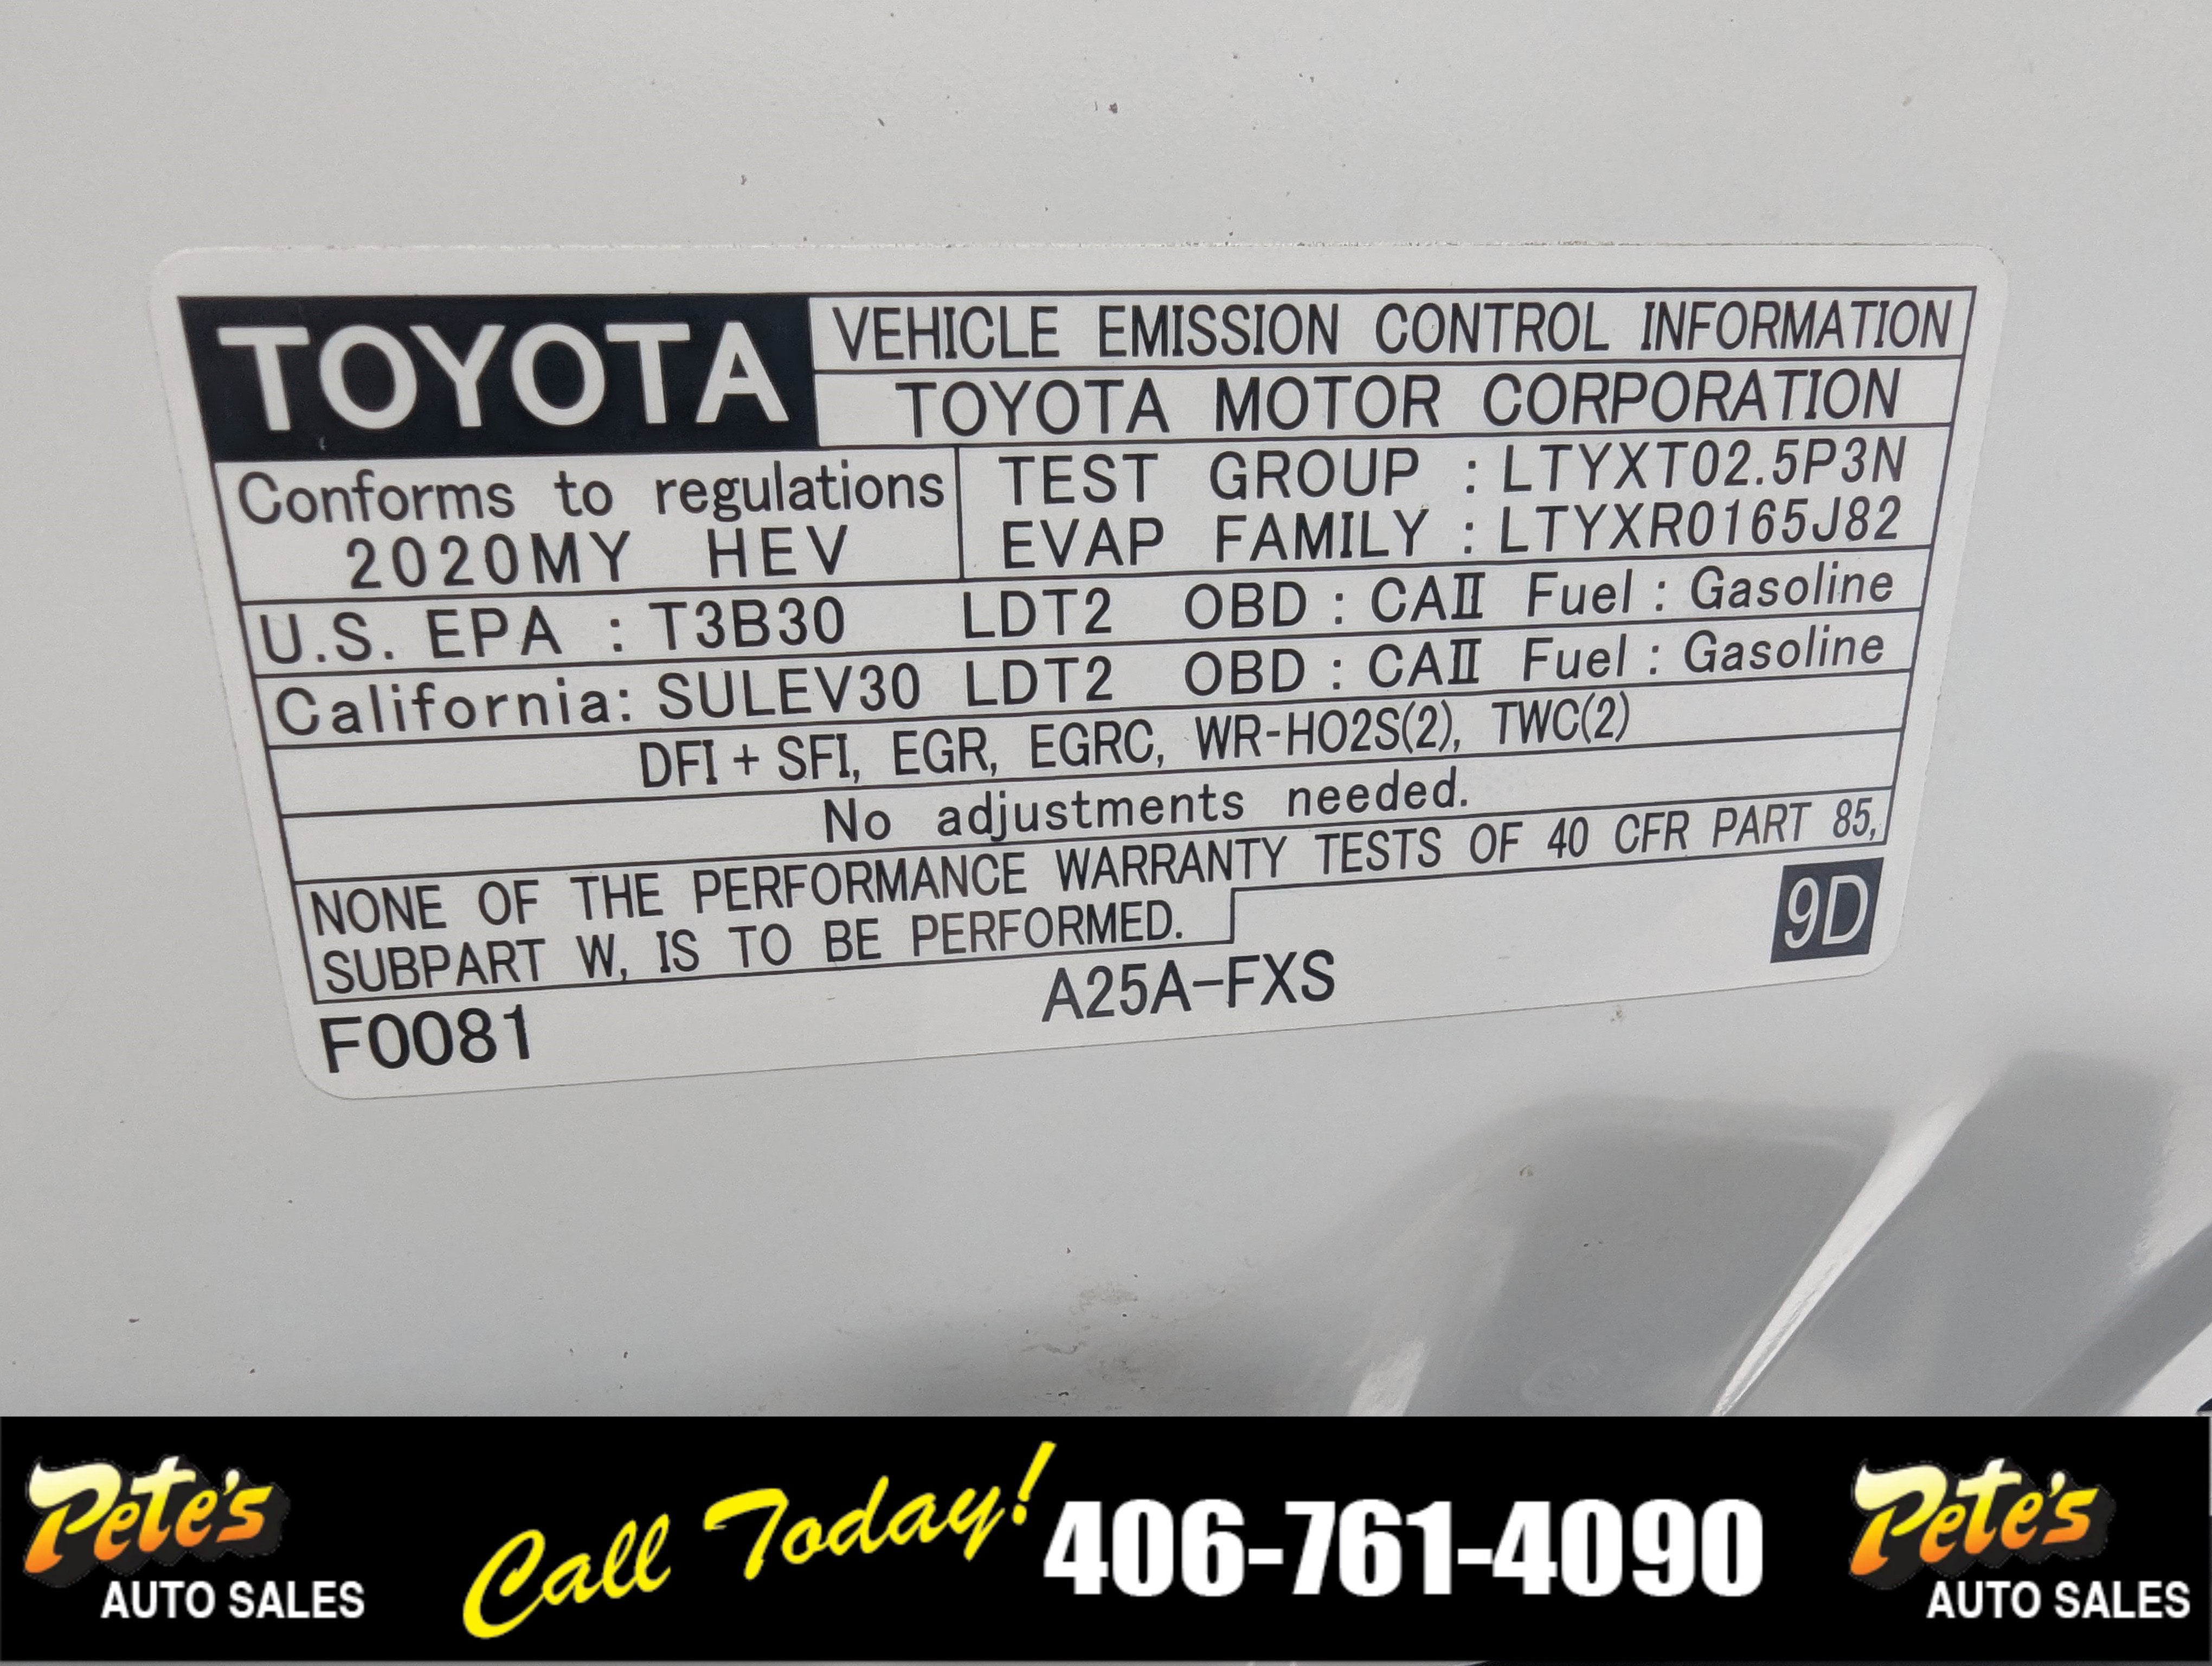 TOYOTA
VEHICLE EMISSION CONTROL INFORMATION
TOYOTA MOTOR CORPORATION
Conforms to regulations
2020MY HEV
TEST GROUP : LTYXT02.5P3N
EVAP FAMILY : LTYXR0165J82
U.S. EPA : T3B30 LDT2 OBD : CAII Fuel : Gasoline
California: SULEV30 LDT2 OBD : CAII Fuel : Gasoline
DFI + SFI, EGR, EGRC, WR-HO2S(2), TWC(2)
No adjustments needed.
NONE OF THE PERFORMANCE WARRANTY TESTS OF 40 CFR PART 85,
SUBPART W, IS TO BE PERFORMED.
9D
F0081
A25A-FXS
Pete's
AUTO SALES
Call Today!
406-761-4090
Pete's
AUTO SALES